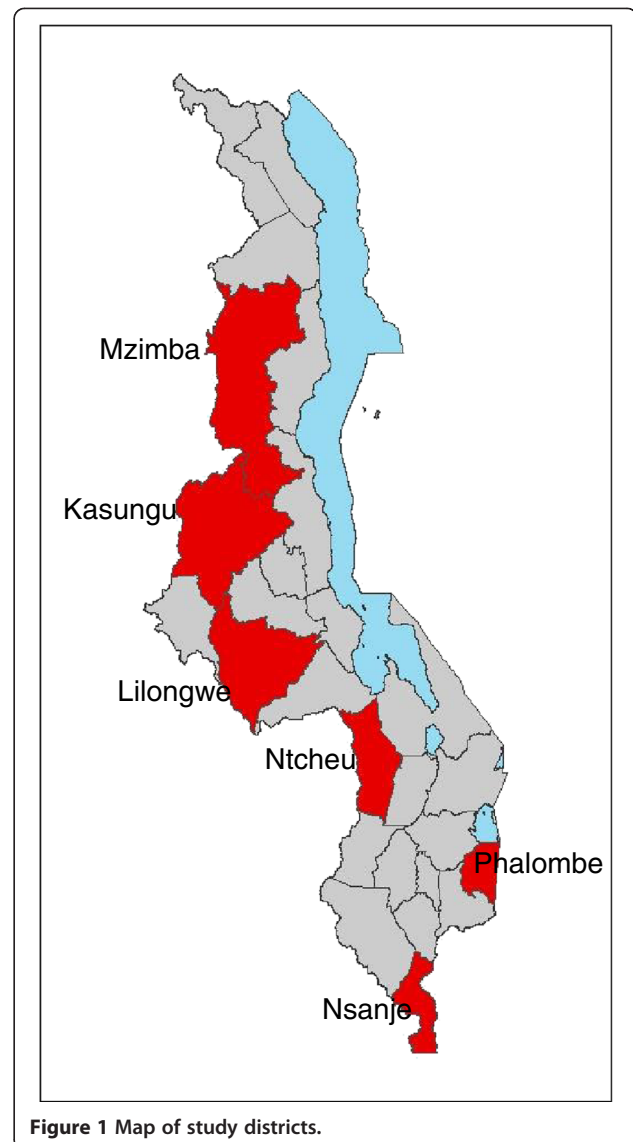 Mzimba
Kasungu
Lilongwe
Ntcheu
Phalombe
Nsanje
Figure 1 Map of study districts.